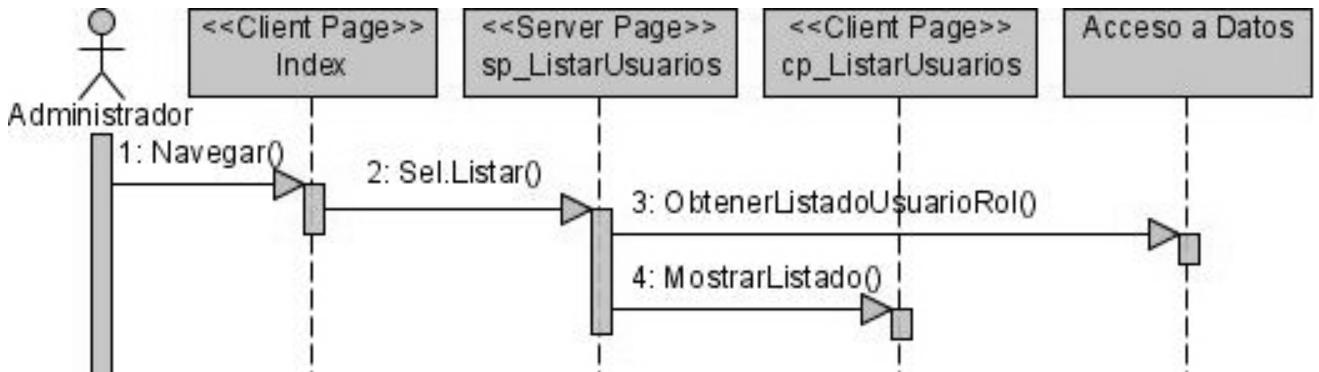 <<Client Page>>
Index
<<Server Page>>
sp_ListarUsuarios
<<Client Page>>
cp_ListarUsuarios
Acceso a Datos
Administrador
1: Navegar()
2: Sel.Listar()
3: ObtenerListadoUsuarioRol()
4: MostrarListado()